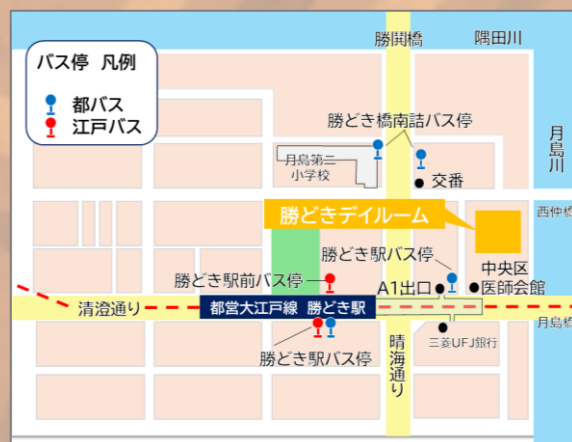 勝鬨橋
隅田川
バス停 凡例
都バス
江戸バス
勝どき橋南詰バス停
月島第二
小学校
交番
月島川
西仲橋
勝どきデイルーム
勝どき駅バス停
勝どき駅前バス停
A1出口
中央区
医師会館
清澄通り
都営大江戸線 勝どき駅
月島橋
勝どき駅バス停
晴海通り
三菱UFJ銀行